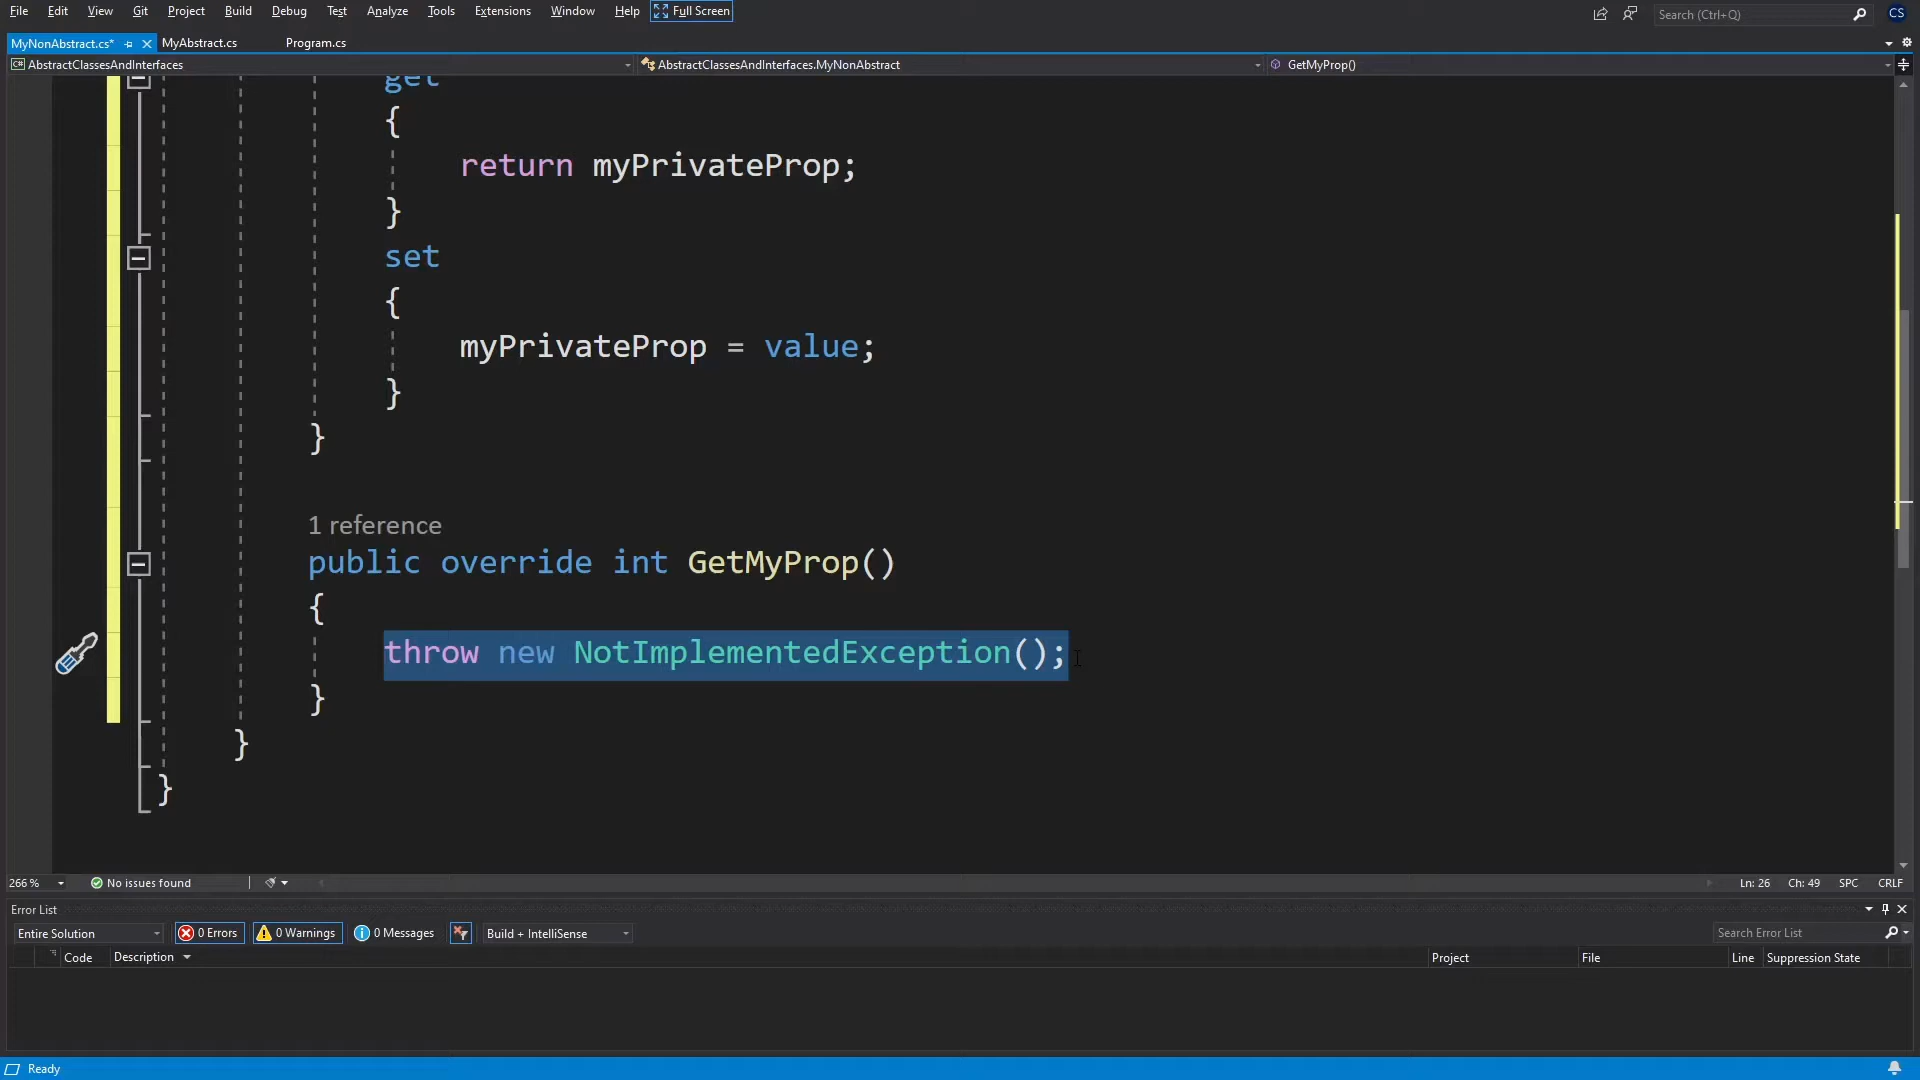 File Edit View Git Project Build Debug Test Analyze Tools Extensions Window Help Full Screen Search (Ctrl+Q) CS
MyNonAbstract.cs* MyAbstract.cs Program.cs
AbstractClassesAndInterfaces AbstractClassesAndInterfaces.MyNonAbstract GetMyProp()
get
{
return myPrivateProp;
}
set
{
myPrivateProp = value;
}
}
1 reference
public override int GetMyProp()
{
throw new NotImplementedException();
}
}
}
266 % No issues found Ln: 26 Ch: 49 SPC CRLF
Error List
Entire Solution 0 Errors 0 Warnings 0 Messages Build + IntelliSense Search Error List
Code Description Project File Line Suppression State
Ready